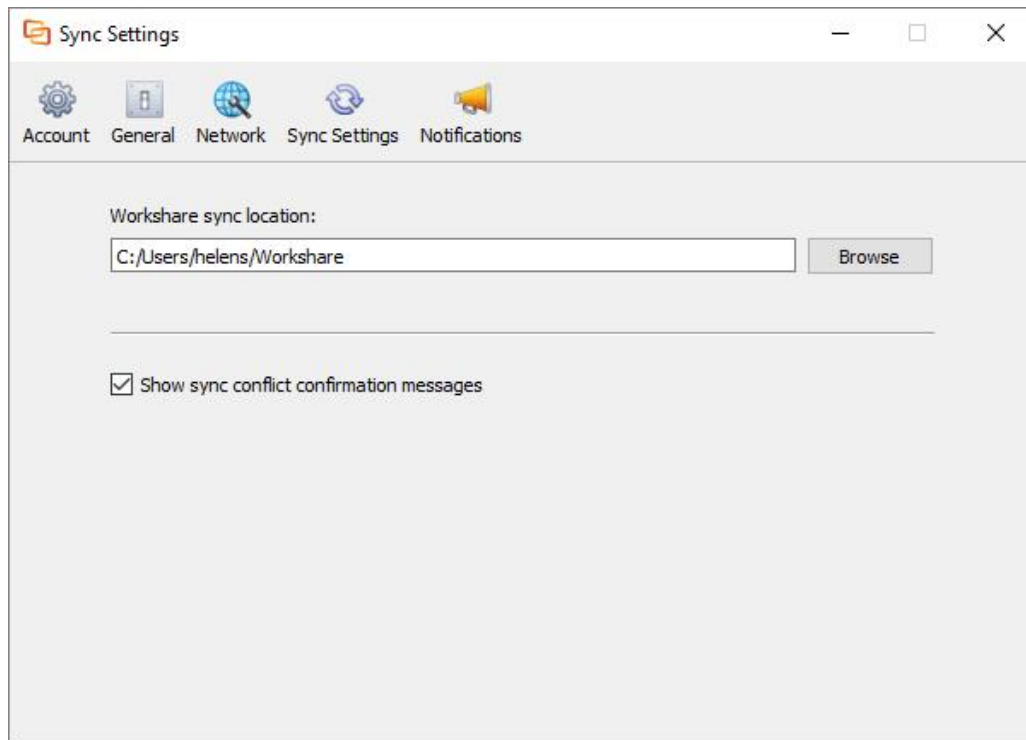 Sync Settings
Account General Network Sync Settings Notifications
Workshare sync location:
C:/Users/helens/Workshare Browse
Show sync conflict confirmation messages